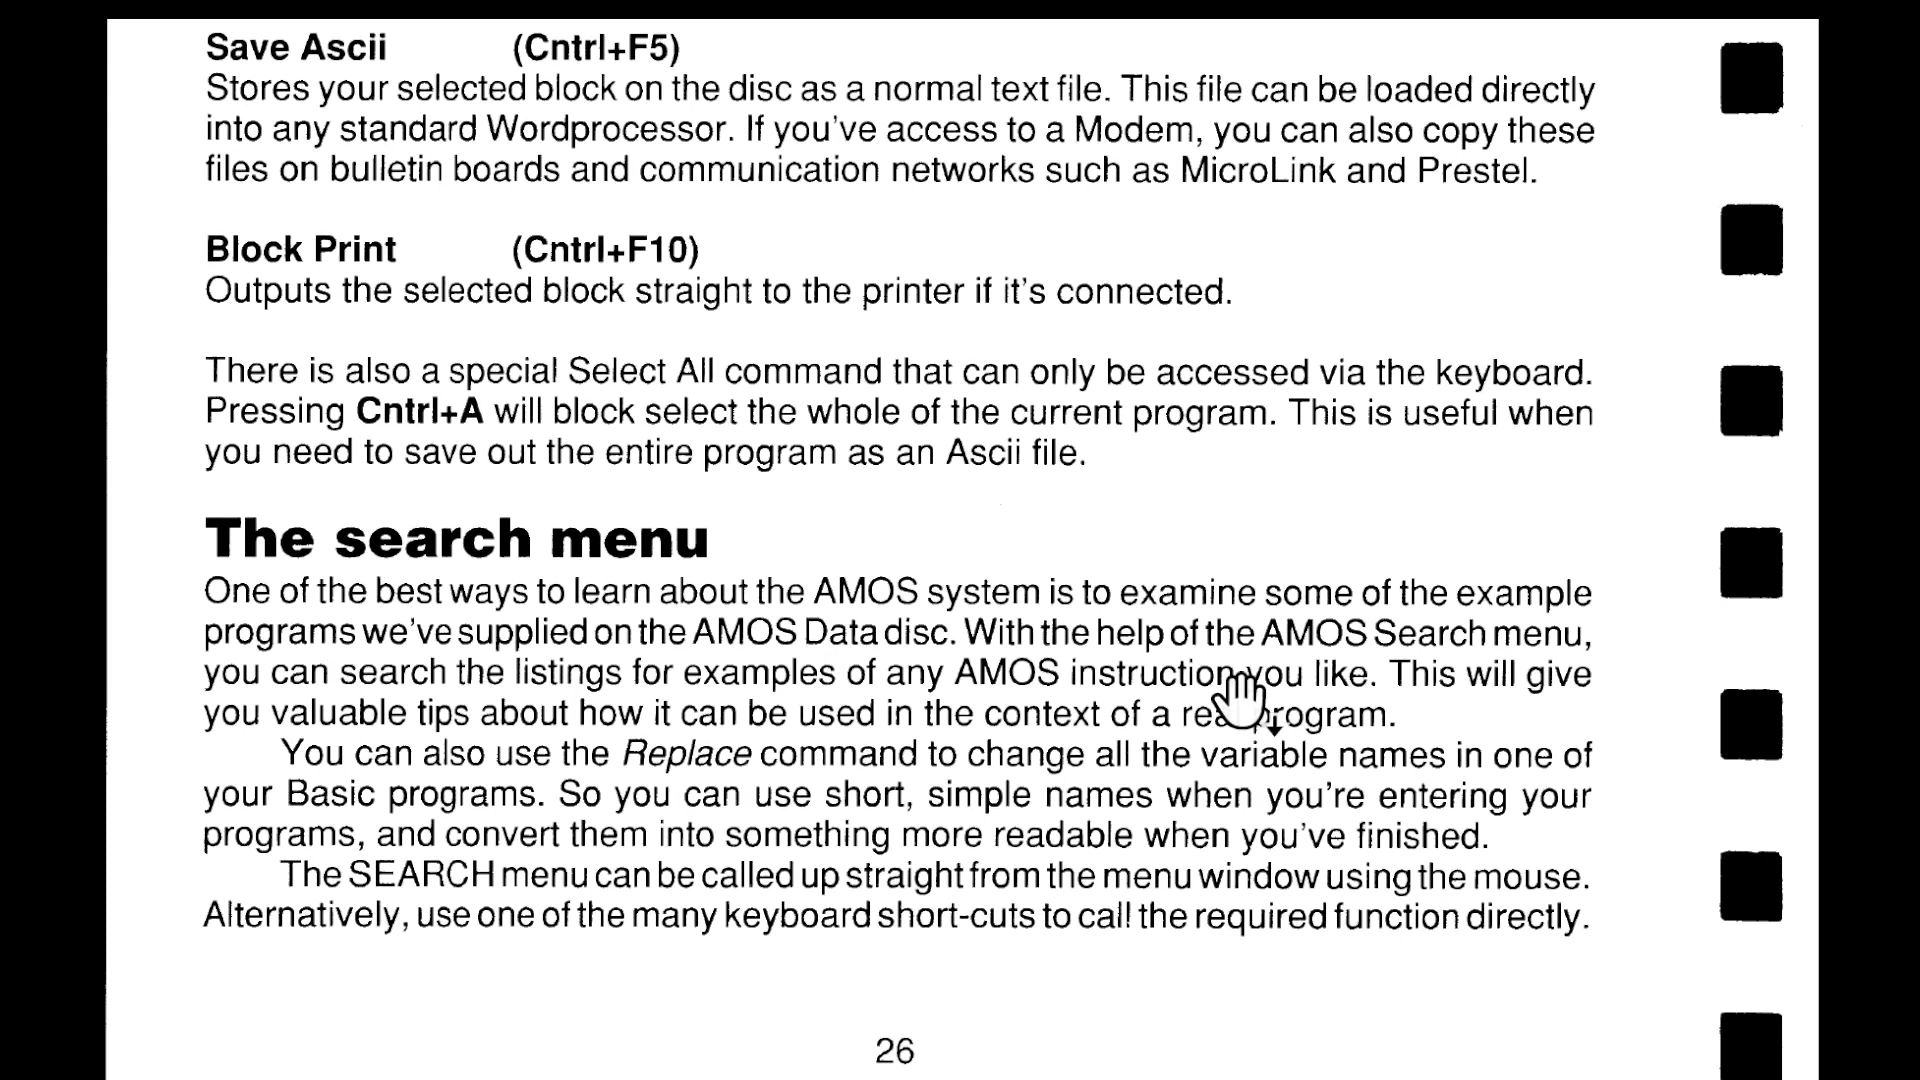 Save Ascii (Cntrl+F5)
Stores your selected block on the disc as a normal text file. This file can be loaded directly
into any standard Wordprocessor. If you've access to a Modem, you can also copy these
files on bulletin boards and communication networks such as MicroLink and Prestel.
Block Print (Cntrl+F10)
Outputs the selected block straight to the printer if it's connected.
There is also a special Select All command that can only be accessed via the keyboard.
Pressing Cntrl+A will block select the whole of the current program. This is useful when
you need to save out the entire program as an Ascii file.
The search menu
One of the best ways to learn about the AMOS system is to examine some of the example
programs we've supplied on the AMOS Data disc. With the help of the AMOS Search menu,
you can search the listings for examples of any AMOS instruction you like. This will give
you valuable tips about how it can be used in the context of a real program.
You can also use the Replace command to change all the variable names in one of
your Basic programs. So you can use short, simple names when you're entering your
programs, and convert them into something more readable when you've finished.
The SEARCH menu can be called up straight from the menu window using the mouse.
Alternatively, use one of the many keyboard short-cuts to call the required function directly.
26